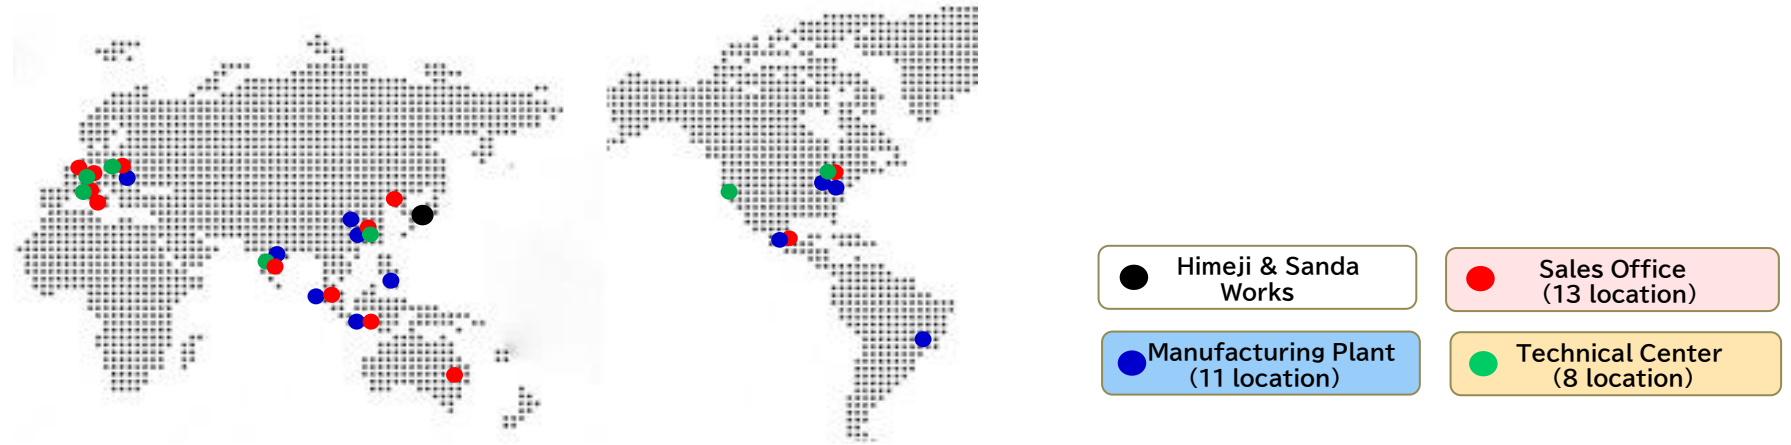 Himeji & Sanda
Works
Sales Office
(13 location)
Manufacturing Plant
(11 location)
Technical Center
(8 location)